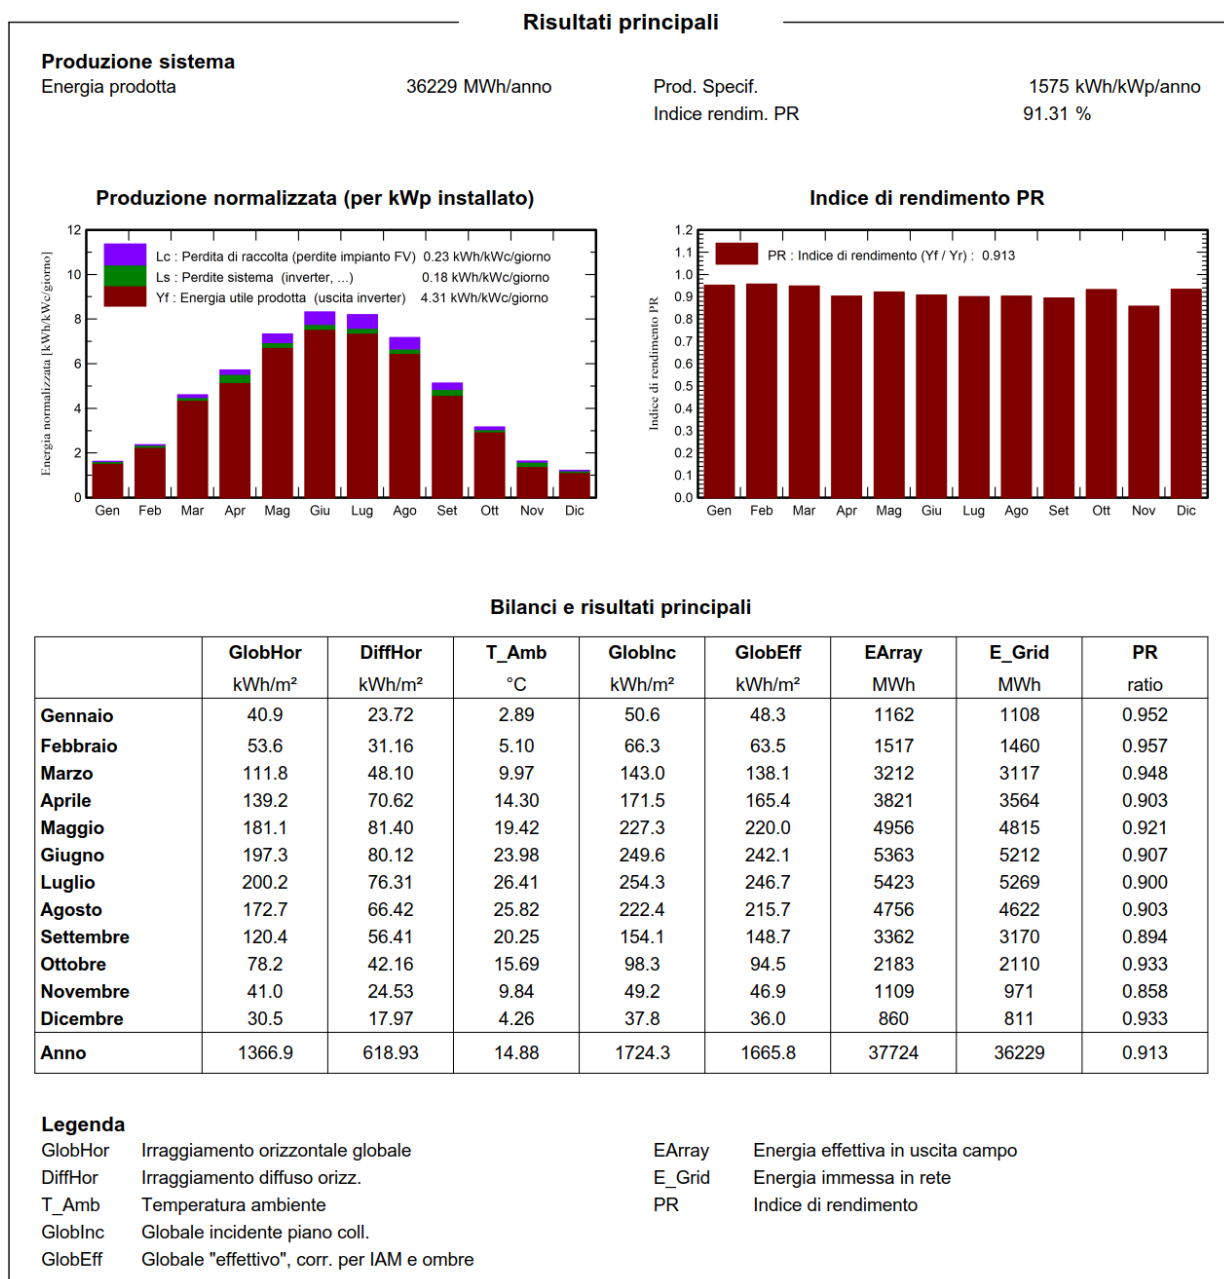 Risultati principali
Produzione sistema
Energia prodotta 36229 MWh/anno Prod. Specif. 1575 kWh/kWp/anno
Indice rendim. PR 91.31 %
Produzione normalizzata (per kWp installato)
Energia normalizzata [kWh/kWc/giorno]
12
10
8
6
4
2
0
Lc : Perdita di raccolta (perdite impianto FV) 0.23 kWh/kWc/giorno
Ls : Perdite sistema (inverter, ...) 0.18 kWh/kWc/giorno
Yf : Energia utile prodotta (uscita inverter) 4.31 kWh/kWc/giorno
Gen Feb Mar Apr Mag Giu Lug Ago Set Ott Nov Dic
Indice di rendimento PR
Indice di rendimento PR
1.2
1.1
1.0
0.9
0.8
0.7
0.6
0.5
0.4
0.3
0.2
0.1
0.0
PR : Indice di rendimento (Yf / Yr) : 0.913
Gen Feb Mar Apr Mag Giu Lug Ago Set Ott Nov Dic
Bilanci e risultati principali
GlobHor DiffHor T_Amb GlobInc GlobEff EArray E_Grid PR
kWh/m² kWh/m² °C kWh/m² kWh/m² MWh MWh ratio
Gennaio 40.9 23.72 2.89 50.6 48.3 1162 1108 0.952
Febbraio 53.6 31.16 5.10 66.3 63.5 1517 1460 0.957
Marzo 111.8 48.10 9.97 143.0 138.1 3212 3117 0.948
Aprile 139.2 70.62 14.30 171.5 165.4 3821 3564 0.903
Maggio 181.1 81.40 19.42 227.3 220.0 4956 4815 0.921
Giugno 197.3 80.12 23.98 249.6 242.1 5363 5212 0.907
Luglio 200.2 76.31 26.41 254.3 246.7 5423 5269 0.900
Agosto 172.7 66.42 25.82 222.4 215.7 4756 4622 0.903
Settembre 120.4 56.41 20.25 154.1 148.7 3362 3170 0.894
Ottobre 78.2 42.16 15.69 98.3 94.5 2183 2110 0.933
Novembre 41.0 24.53 9.84 49.2 46.9 1109 971 0.858
Dicembre 30.5 17.97 4.26 37.8 36.0 860 811 0.933
Anno 1366.9 618.93 14.88 1724.3 1665.8 37724 36229 0.913
Legenda
GlobHor Irraggiamento orizzontale globale
DiffHor Irraggiamento diffuso orizz.
T_Amb Temperatura ambiente
GlobInc Globale incidente piano coll.
GlobEff Globale "effettivo", corr. per IAM e ombre
EArray Energia effettiva in uscita campo
E_Grid Energia immessa in rete
PR Indice di rendimento